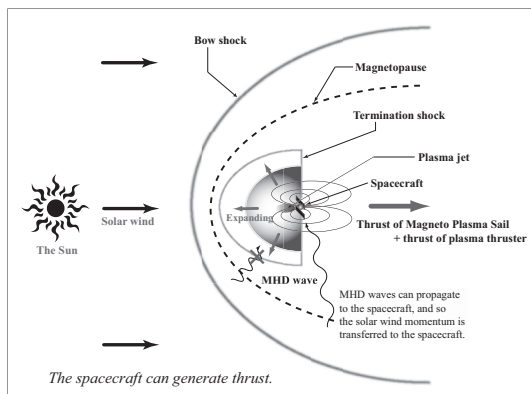 Bow shock
Magnetopause
Termination shock
Plasma jet
Spacecraft
Expanding
Solar wind
The Sun
Thrust of Magneto Plasma Sail
+ thrust of plasma thruster
MHD wave
MHD waves can propagate
to the spacecraft, and so
the solar wind momentum is
transferred to the spacecraft.
The spacecraft can generate thrust.